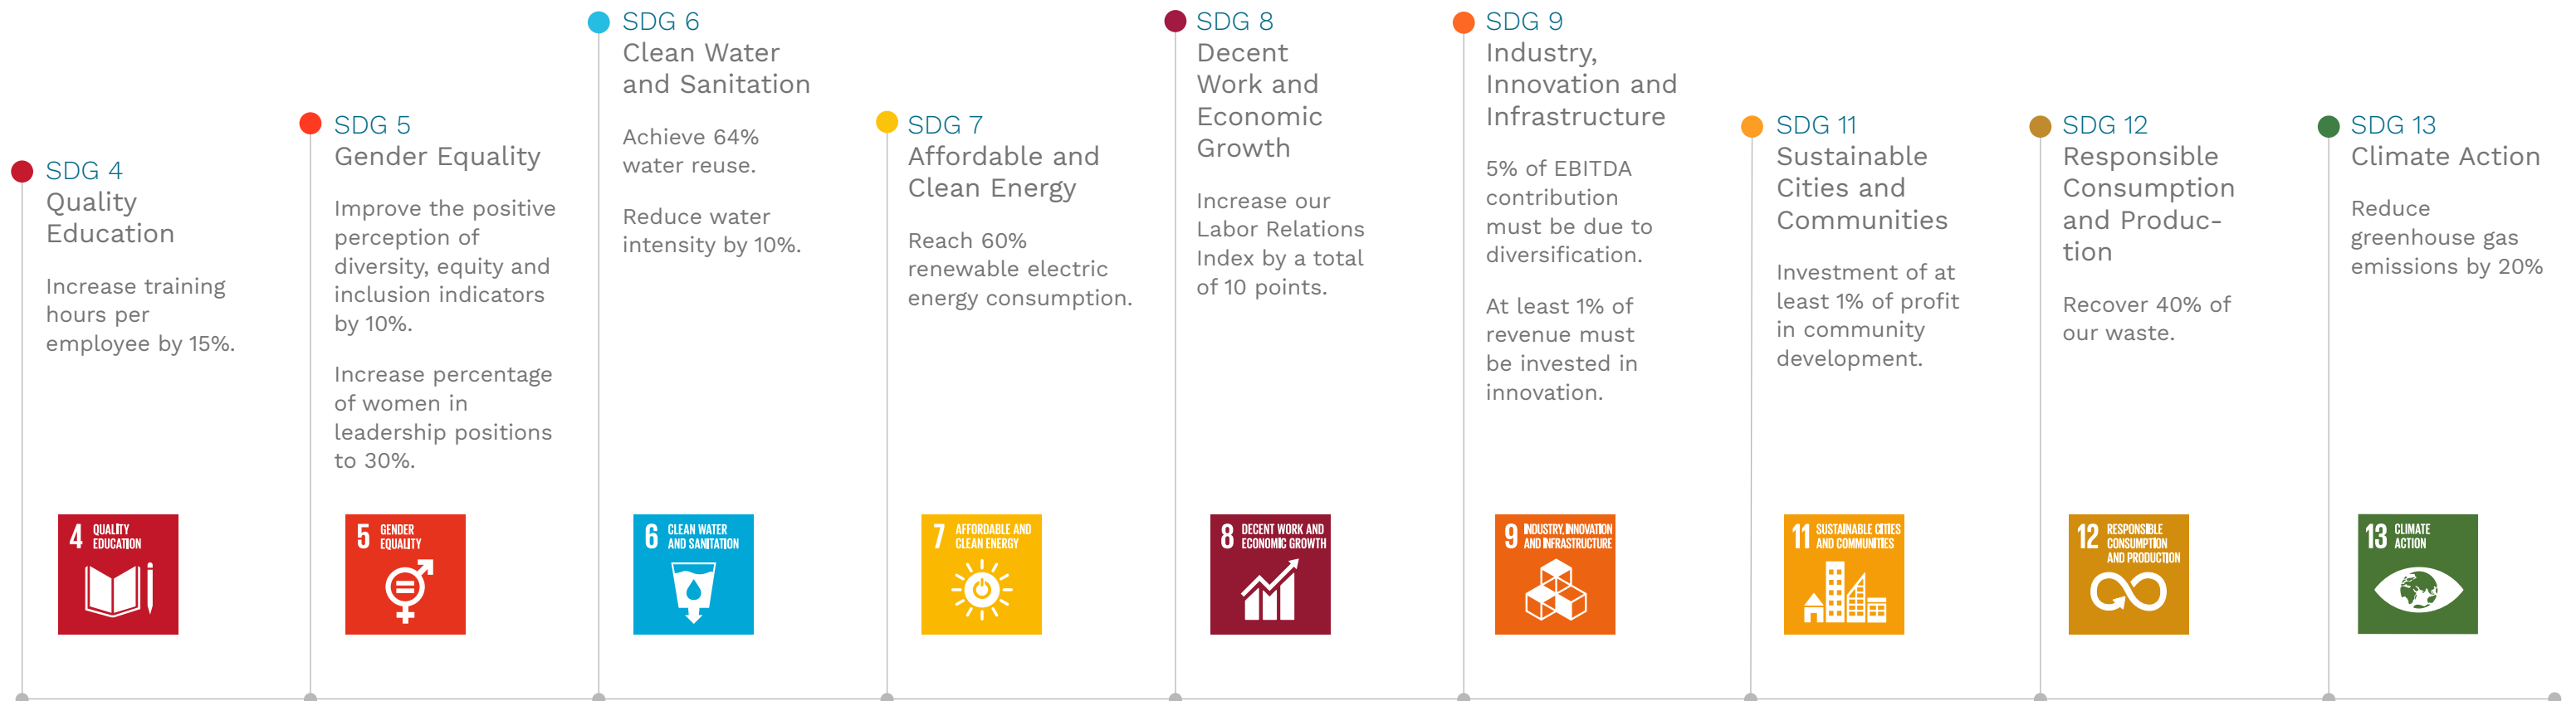 SDG 4
Quality
Education
Increase training
hours per
employee by 15%.
4 QUALITY
EDUCATION
SDG 5
Gender Equality
Improve the positive
perception of
diversity, equity and
inclusion indicators
by 10%.
Increase percentage
of women in
leadership positions
to 30%.
5 GENDER
EQUALITY
SDG 6
Clean Water
and Sanitation
Achieve 64%
water reuse.
Reduce water
intensity by 10%.
6 CLEAN WATER
AND SANITATION
SDG 7
Affordable and
Clean Energy
Reach 60%
renewable electric
energy consumption.
7 AFFORDABLE AND
CLEAN ENERGY
SDG 8
Decent
Work and
Economic
Growth
Increase our
Labor Relations
Index by a total
of 10 points.
8 DECENT WORK AND
ECONOMIC GROWTH
SDG 9
Industry,
Innovation and
Infrastructure
5% of EBITDA
contribution
must be due to
diversification.
At least 1% of
revenue must
be invested in
innovation.
9 INDUSTRY, INNOVATION
AND INFRASTRUCTURE
SDG 11
Sustainable
Cities and
Communities
Investment of at
least 1% of profit
in community
development.
11 SUSTAINABLE CITIES
AND COMMUNITIES
SDG 12
Responsible
Consumption
and Produc-
tion
Recover 40% of
our waste.
12 RESPONSIBLE
CONSUMPTION
AND PRODUCTION
SDG 13
Climate Action
Reduce
greenhouse gas
emissions by 20%
13 CLIMATE
ACTION